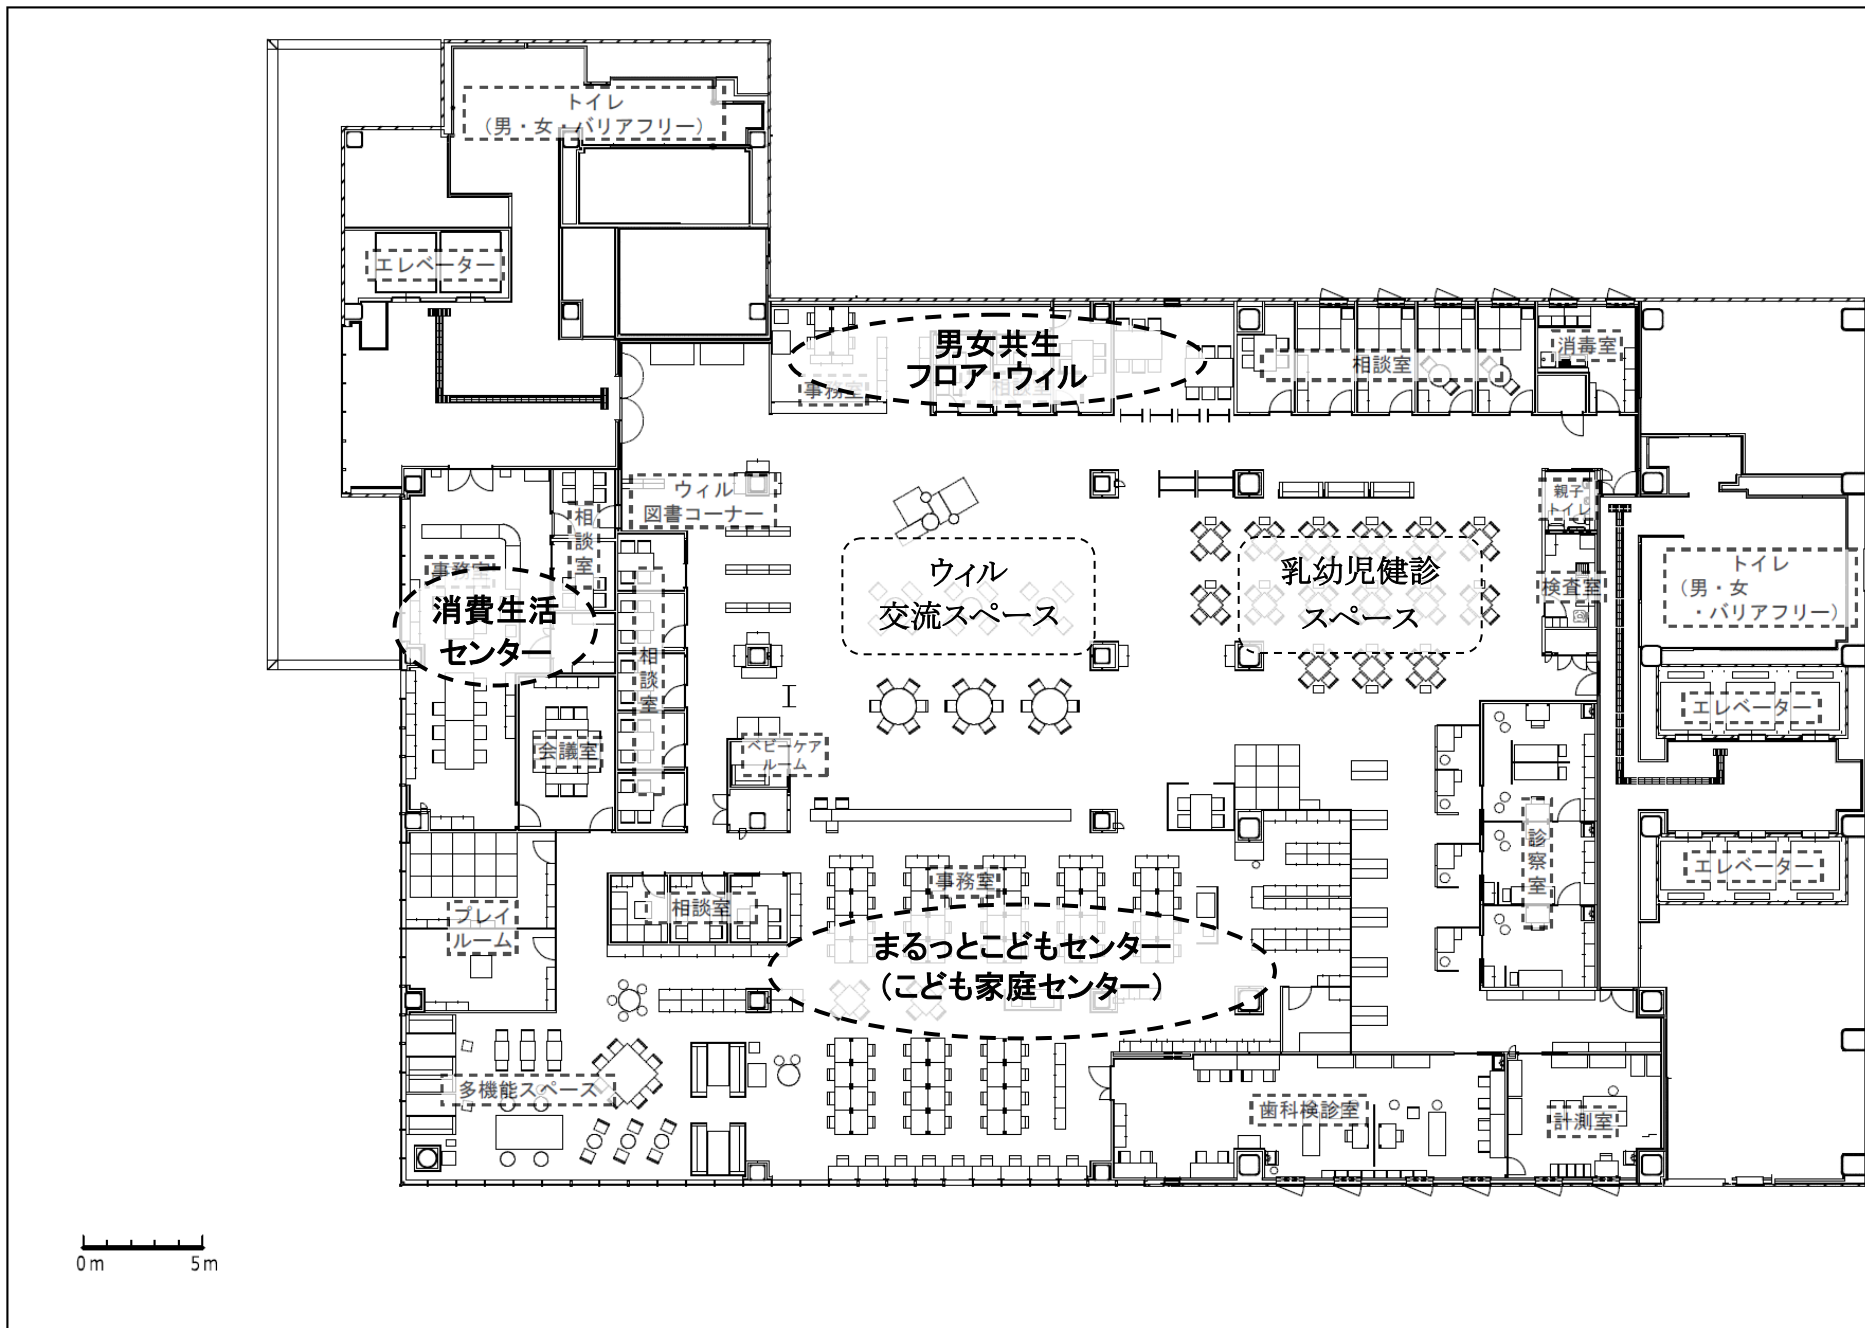 トイレ
（男・女・バリアフリー）
エレベーター
男女共生
フロア・ウィル
事務室
相談室
相談室
消毒室
ウィル
図書コーナー
親子
トイレ
相
談
室
事務室
消費生活
センター
ウィル
交流スペース
乳幼児健診
スペース
検査室
トイレ
（男・女
・バリアフリー）
相
談
室
エレベーター
会議室
ベビーケア
ルーム
診
察
室
エレベーター
事務室
相談室
プレイ
ルーム
まるっとこどもセンター
（こども家庭センター）
多機能スペース
歯科検診室
計測室
0m 5m